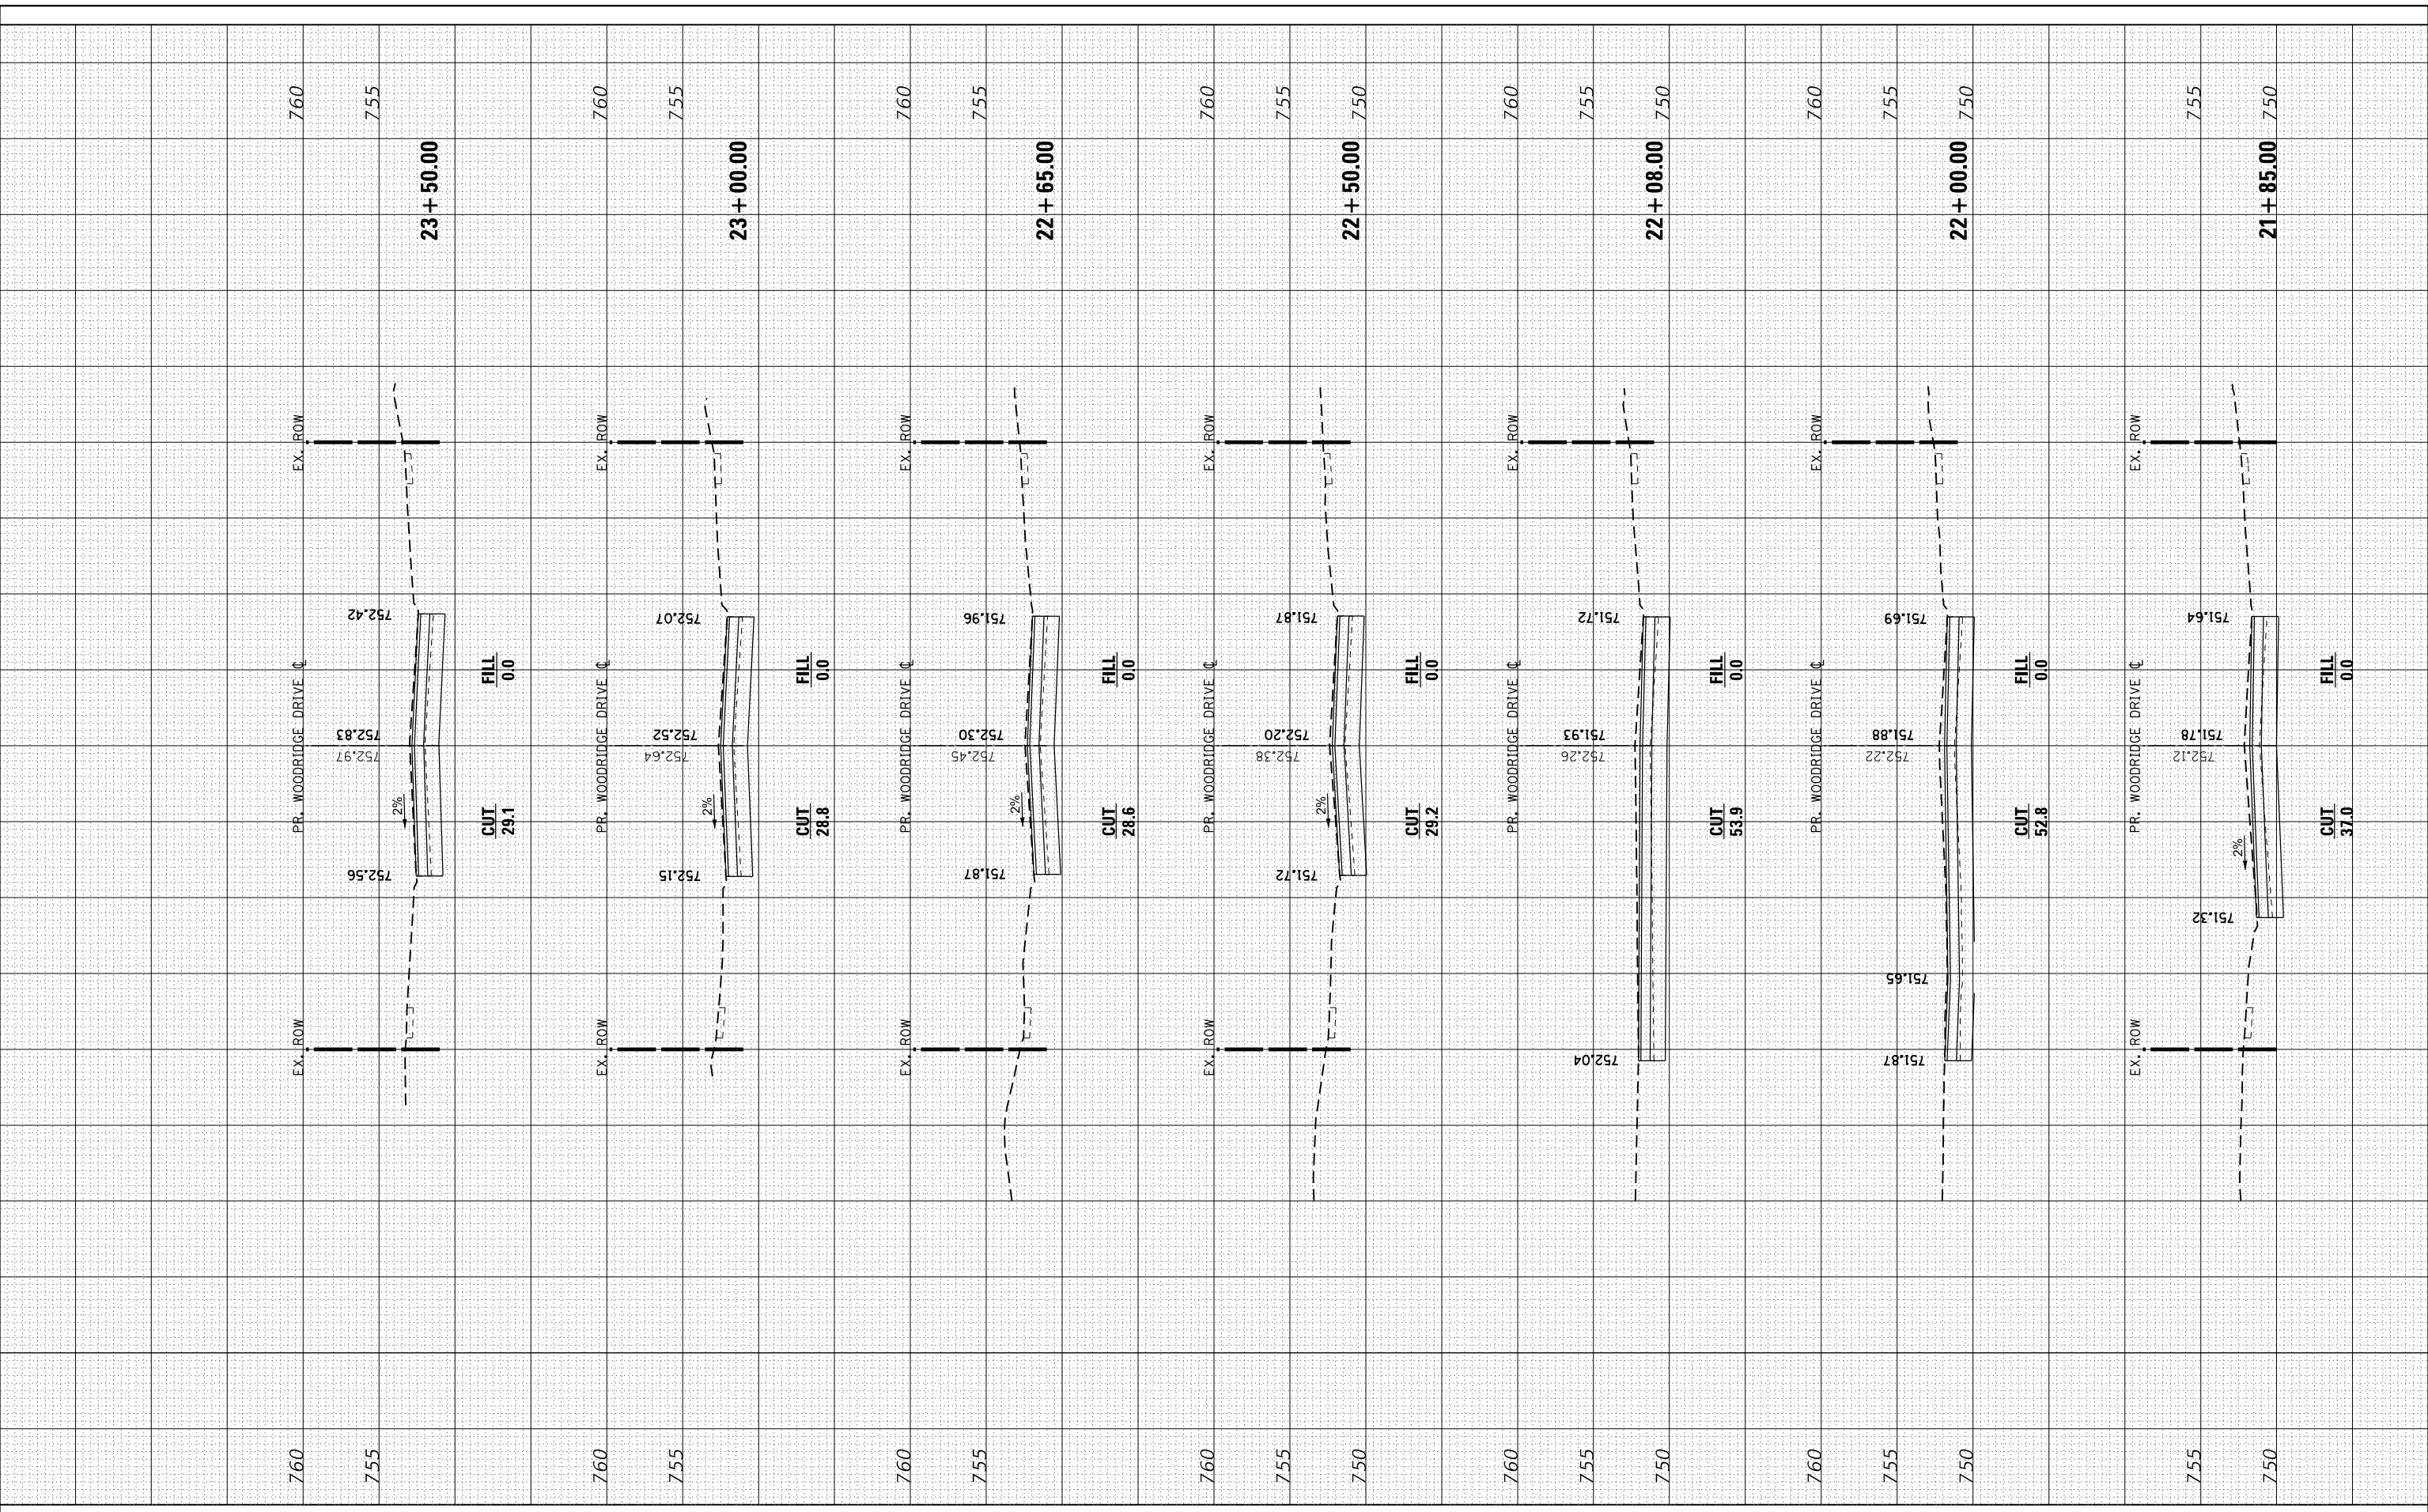 760 EX. ROW PR. WOODRIDGE DRIVE ℄ EX. ROW 760
755 752.56 752.97 752.83 752.42 755
2%
23+50.00
CUT FILL
29.1 0.0
760 EX. ROW PR. WOODRIDGE DRIVE ℄ EX. ROW 760
755 752.15 752.64 752.52 752.07 755
2%
23+00.00
CUT FILL
28.8 0.0
760 EX. ROW PR. WOODRIDGE DRIVE ℄ EX. ROW 760
755 751.87 752.45 752.30 751.96 755
2%
22+65.00
CUT FILL
28.6 0.0
760 EX. ROW PR. WOODRIDGE DRIVE ℄ EX. ROW 760
755 751.72 752.38 752.20 751.87 755
2%
750 22+50.00 750
CUT FILL
29.2 0.0
760 PR. WOODRIDGE DRIVE ℄ EX. ROW 760
755 752.04 752.26 751.93 751.72 755
750 22+08.00 750
CUT FILL
53.9 0.0
760 PR. WOODRIDGE DRIVE ℄ EX. ROW 760
755 751.87 751.65 752.22 751.88 751.69 755
750 22+00.00 750
CUT FILL
52.8 0.0
EX. ROW PR. WOODRIDGE DRIVE ℄ EX. ROW
755 751.32 752.12 751.78 751.64 755
2%
750 21+85.00 750
CUT FILL
37.0 0.0